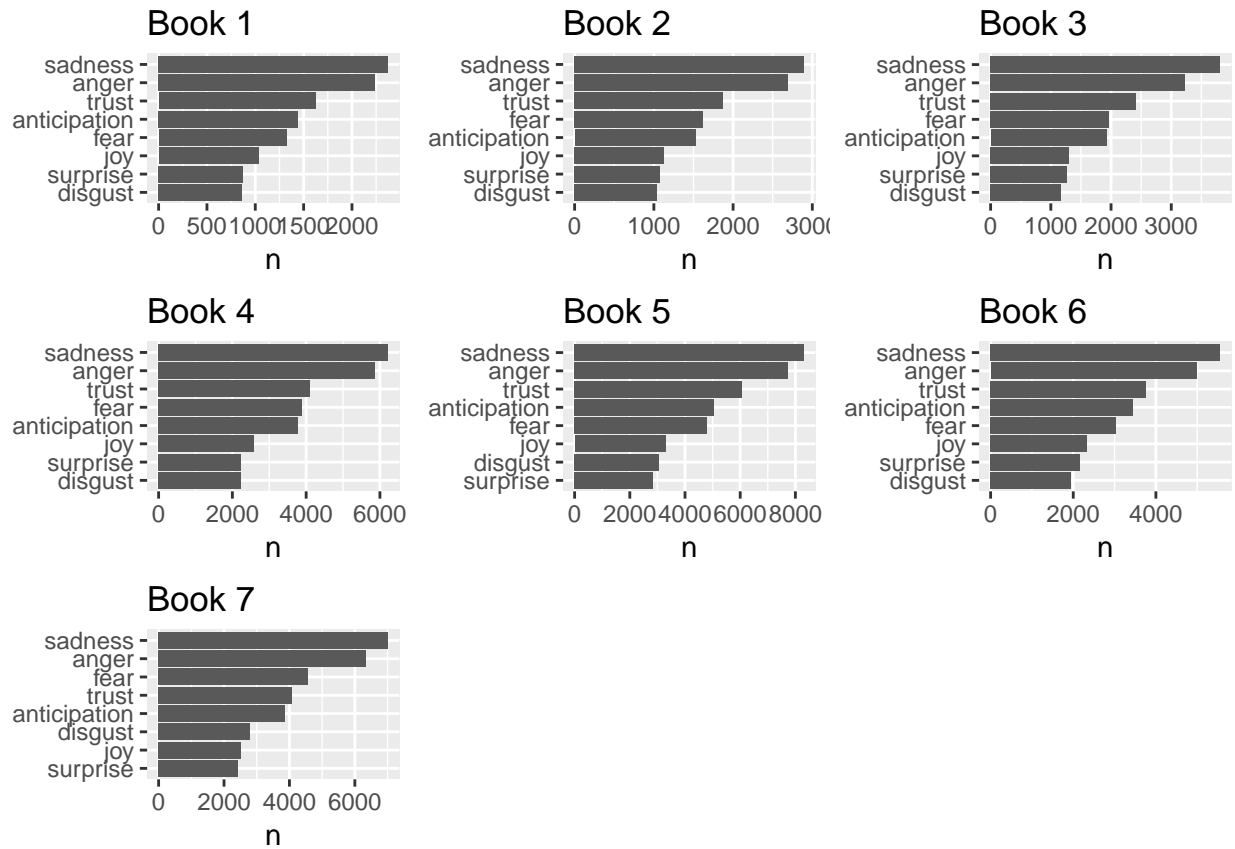 Book 1
sadness
anger
trust
anticipation
fear
joy
surprise
disgust
0 500 1000 1500 2000
n
Book 2
sadness
anger
trust
fear
anticipation
joy
surprise
disgust
0 1000 2000 3000
n
Book 3
sadness
anger
trust
fear
anticipation
joy
surprise
disgust
0 1000 2000 3000
n
Book 4
sadness
anger
trust
fear
anticipation
joy
surprise
disgust
0 2000 4000 6000
n
Book 5
sadness
anger
trust
anticipation
fear
joy
disgust
surprise
0 2000 4000 6000 8000
n
Book 6
sadness
anger
trust
anticipation
fear
joy
surprise
disgust
0 2000 4000
n
Book 7
sadness
anger
fear
trust
anticipation
disgust
joy
surprise
0 2000 4000 6000
n